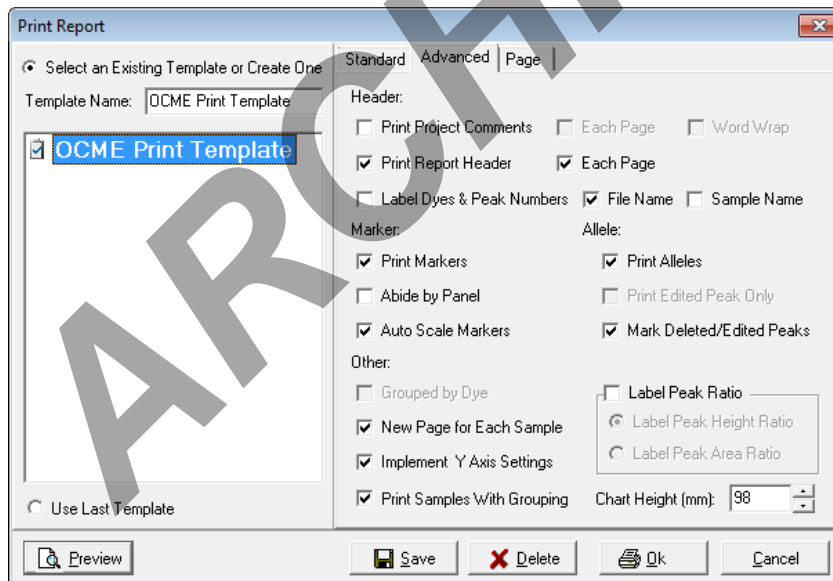 Print Report
Select an Existing Template or Create One
Template Name: OCME Print Template
OCME Print Template
Use Last Template
Standard Advanced Page
Header:
Print Project Comments Each Page Word Wrap
Print Report Header Each Page
Label Dyes & Peak Numbers File Name Sample Name
Marker: Allele:
Print Markers Print Alleles
Abide by Panel Print Edited Peak Only
Auto Scale Markers Mark Deleted/Edited Peaks
Other:
Grouped by Dye Label Peak Ratio
New Page for Each Sample Label Peak Height Ratio
Implement Y Axis Settings Label Peak Area Ratio
Print Samples With Grouping Chart Height (mm): 98
Preview Save Delete Ok Cancel
ARCHI